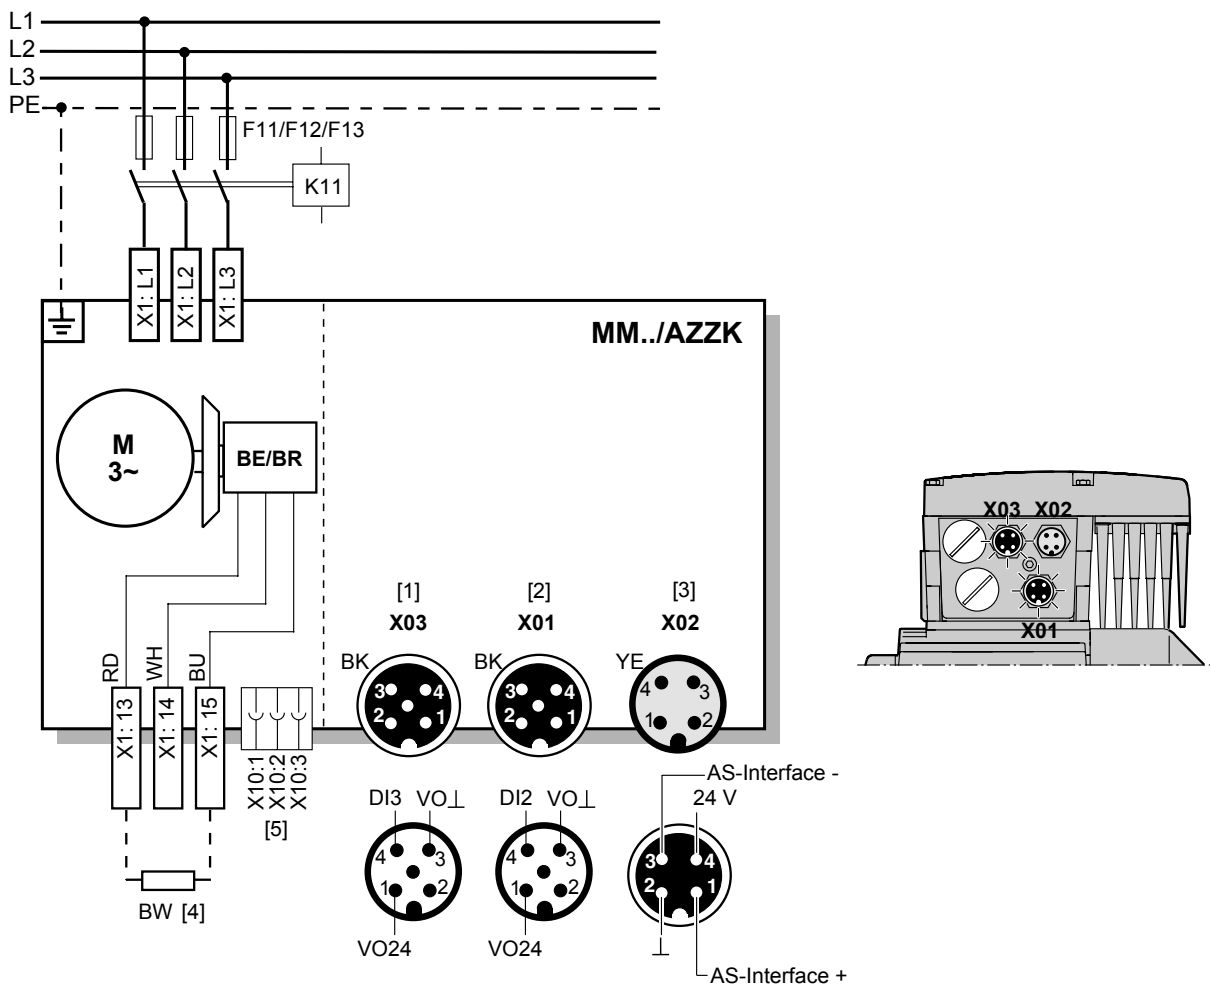 L1
L2
L3
PE
F11/F12/F13
K11
X1: L1
X1: L2
X1: L3
MM../AZZK
M
3~
BE/BR
X03 X02
X01
[1] [2] [3]
X03 X01 X02
RD
WH
BU
BK BK YE
3 4 3 4 4 3
2 1 2 1 1 2
X1: 13
X1: 14
X1: 15
X10:1
X10:2
X10:3
[5]
AS-Interface -
24 V
DI3 VO⊥ DI2 VO⊥
4 3 4 3 3 4
1 2 1 2 2 1
BW [4]
VO24 VO24 ⊥
AS-Interface +